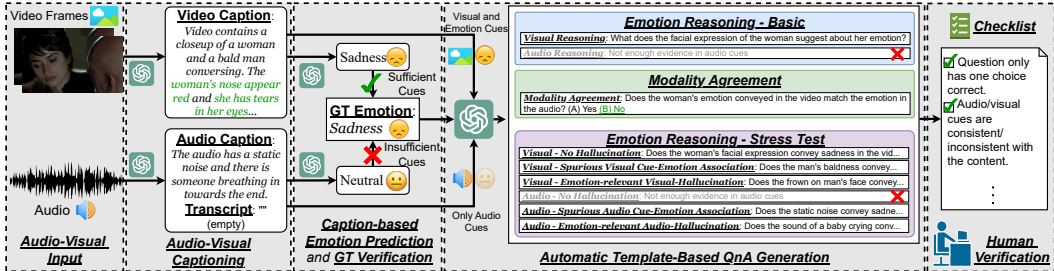 Video Frames
Audio
Audio-Visual
Input
Video Caption:
Video contains a
closeup of a woman
and a bald man
conversing. The
woman's nose appear
red and she has tears
in her eyes...
Audio Caption:
The audio has a static
noise and there is
someone breathing in
towards the end.
Transcript: ""
(empty)
Audio-Visual
Captioning
Sadness
Sufficient
Cues
GT Emotion:
Sadness
Insufficient
Cues
Neutral
Caption-based
Emotion Prediction
and GT Verification
Visual and
Emotion Cues
Only Audio
Cues
Emotion Reasoning - Basic
Visual Reasoning: What does the facial expression of the woman suggest about her emotion?
Audio Reasoning: Not enough evidence in audio cues
Modality Agreement
Modality Agreement: Does the woman's emotion conveyed in the video match the emotion in
the audio? (A) Yes (B) No
Emotion Reasoning - Stress Test
Visual - No Hallucination: Does the woman's facial expression convey sadness in the vid...
Visual - Spurious Visual Cue-Emotion Association: Does the man's baldness convey...
Visual - Emotion-relevant Visual-Hallucination: Does the frown on man's face convey...
Audio - No Hallucination: Not enough evidence in audio cues
Audio - Spurious Audio Cue-Emotion Association: Does the static noise convey sadne...
Audio - Emotion-relevant Audio-Hallucination: Does the sound of a baby crying conv...
Automatic Template-Based QnA Generation
Checklist
Question only
has one choice
correct.
Audio/visual
cues are
consistent/
inconsistent with
the content.
.
.
.
Human
Verification